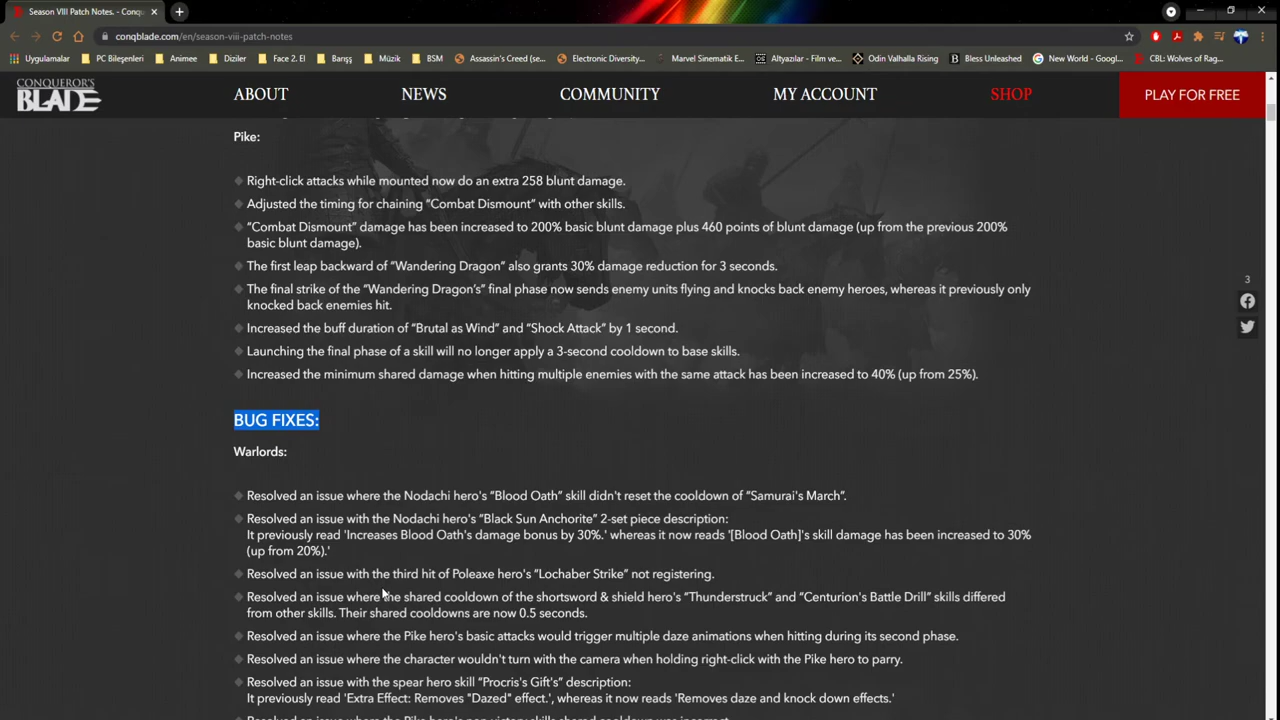 Season VIII Patch Notes. - Conq
conqblade.com/en/season-viii-patch-notes
Uygulamalar PC Bileşenleri Animee Diziler Face 2. El Barışş Müzik BSM Assassin's Creed (se... Electronic Diversity... Marvel Sinematik E... Altyazılar - Film ve... Odin Valhalla Rising Bless Unleashed New World - Googl... CBL: Wolves of Rag...
CONQUEROR'S
BLADE
ABOUT NEWS COMMUNITY MY ACCOUNT SHOP PLAY FOR FREE
Pike:
Right-click attacks while mounted now do an extra 258 blunt damage.
Adjusted the timing for chaining “Combat Dismount” with other skills.
“Combat Dismount” damage has been increased to 200% basic blunt damage plus 460 points of blunt damage (up from the previous 200%
basic blunt damage).
The first leap backward of “Wandering Dragon” also grants 30% damage reduction for 3 seconds.
The final strike of the “Wandering Dragon’s” final phase now sends enemy units flying and knocks back enemy heroes, whereas it previously only
knocked back enemies hit.
Increased the buff duration of “Brutal as Wind” and “Shock Attack” by 1 second.
Launching the final phase of a skill will no longer apply a 3-second cooldown to base skills.
Increased the minimum shared damage when hitting multiple enemies with the same attack has been increased to 40% (up from 25%).
3
BUG FIXES:
Warlords:
Resolved an issue where the Nodachi hero's “Blood Oath” skill didn't reset the cooldown of “Samurai's March”.
Resolved an issue with the Nodachi hero's “Black Sun Anchorite” 2-set piece description:
It previously read 'Increases Blood Oath's damage bonus by 30%.' whereas it now reads '[Blood Oath]'s skill damage has been increased to 30%
(up from 20%).'
Resolved an issue with the third hit of Poleaxe hero's “Lochaber Strike” not registering.
Resolved an issue where the shared cooldown of the shortsword & shield hero's “Thunderstruck” and “Centurion's Battle Drill” skills differed
from other skills. Their shared cooldowns are now 0.5 seconds.
Resolved an issue where the Pike hero's basic attacks would trigger multiple daze animations when hitting during its second phase.
Resolved an issue where the character wouldn't turn with the camera when holding right-click with the Pike hero to parry.
Resolved an issue with the spear hero skill “Procris's Gift's” description:
It previously read 'Extra Effect: Removes "Dazed" effect.', whereas it now reads 'Removes daze and knock down effects.'
Resolved an issue where the Pike hero's non-victory skills shared cooldown was incorrect.